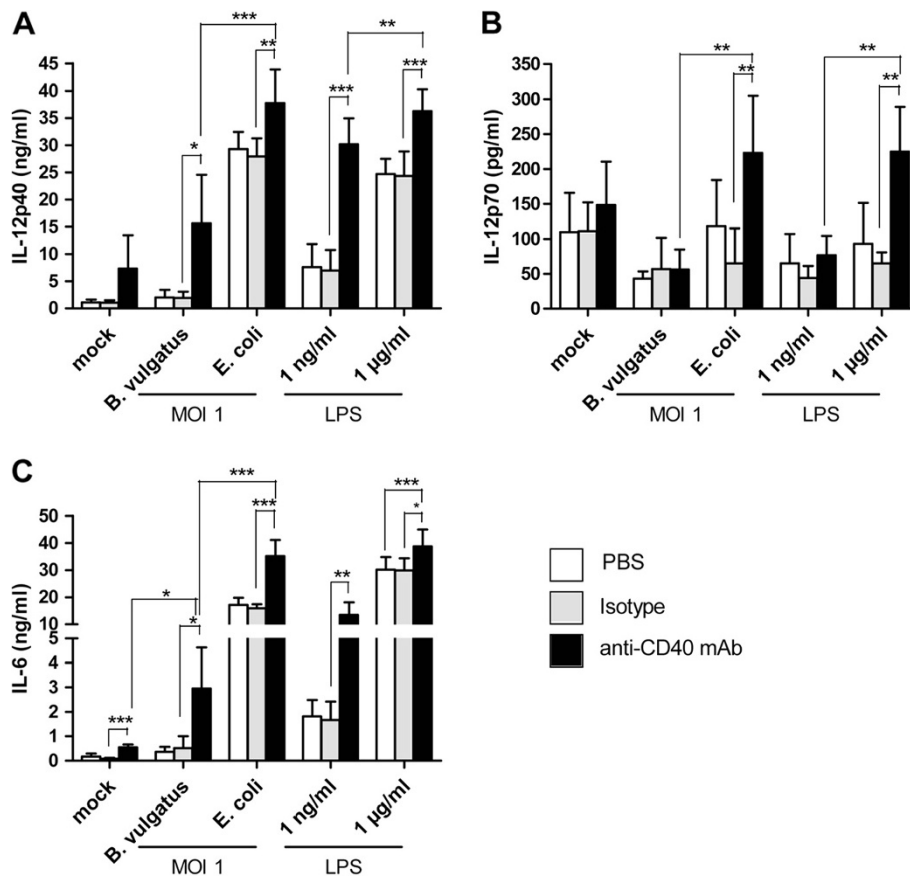 A
***
**
**
***
***
*
45
40
35
30
25
20
15
10
5
0
IL-12p40 (ng/ml)
mock
B. vulgatus
E. coli
1 ng/ml
1 µg/ml
MOI 1
LPS
B
**
**
**
**
350
300
250
200
150
100
50
0
IL-12p70 (pg/ml)
mock
B. vulgatus
E. coli
1 ng/ml
1 µg/ml
MOI 1
LPS
C
***
***
***
*
**
*
*
***
50
40
30
20
10
6
5
4
3
2
1
0
IL-6 (ng/ml)
mock
B. vulgatus
E. coli
1 ng/ml
1 µg/ml
MOI 1
LPS
PBS
Isotype
anti-CD40 mAb